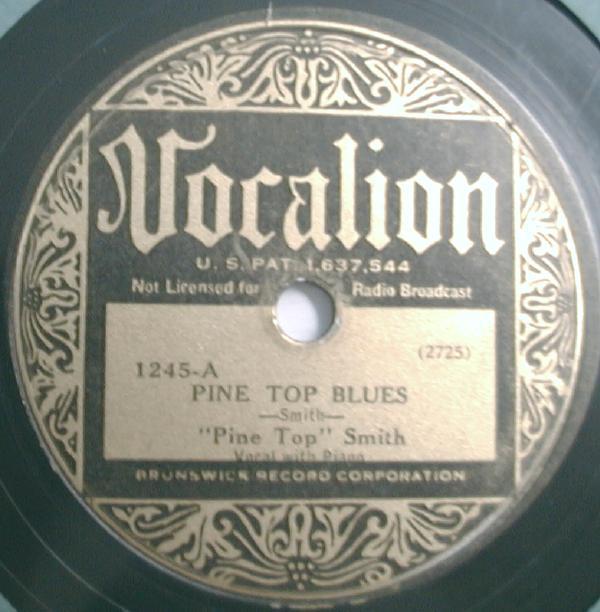 Vocalion
U. S. PAT. 1,637,544
Not Licensed for Radio Broadcast
(2725)
1245-A
PINE TOP BLUES
—Smith—
"Pine Top" Smith
Vocal with Piano
BRUNSWICK RECORD CORPORATION